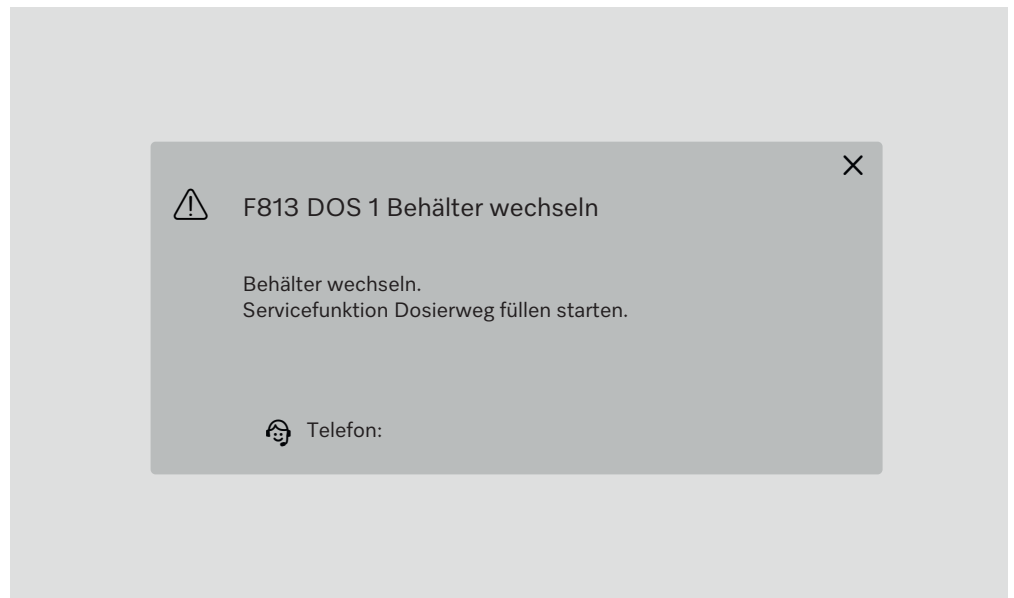 F813 DOS 1 Behälter wechseln
Behälter wechseln.
Servicefunktion Dosierweg füllen starten.
Telefon: